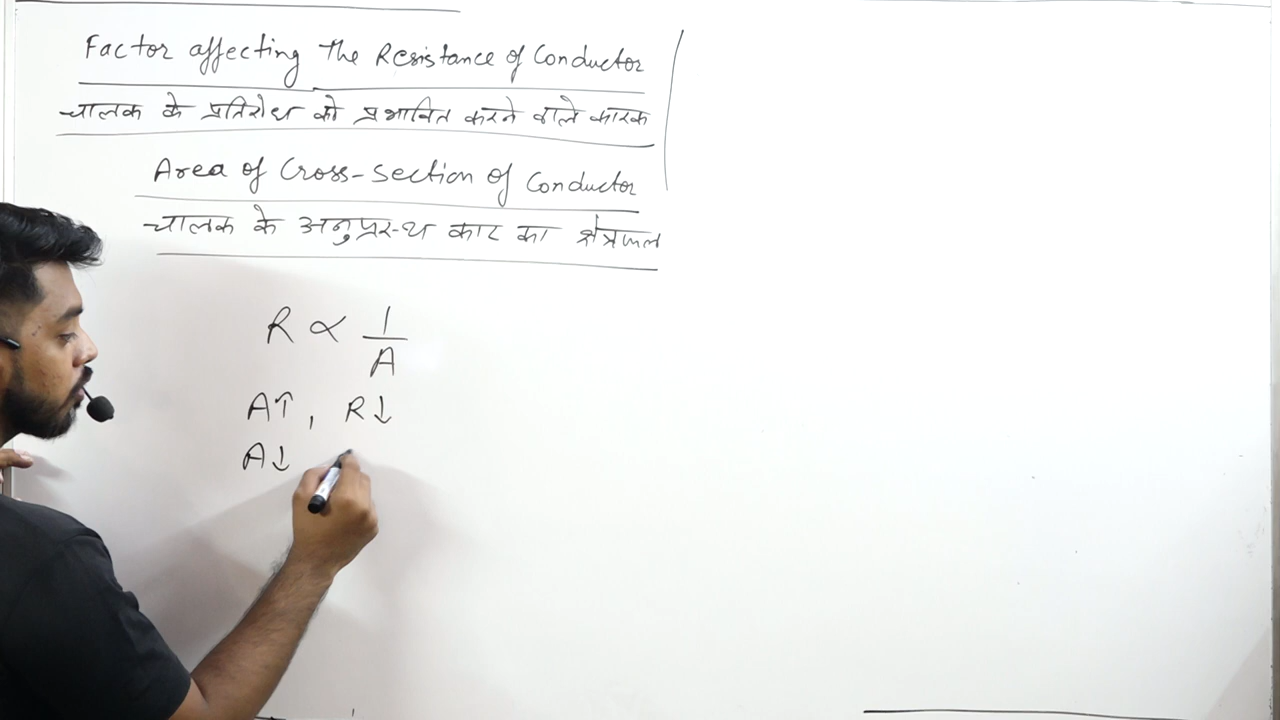 Factor affecting The Resistance of Conductor
चालक के प्रतिरोध को प्रभावित करने वाले कारक
Area of Cross-section of Conductor
चालक के अनुप्रस्थ काट का क्षेत्रफल
R ∝ 1/A
A↑, R↓
A↓